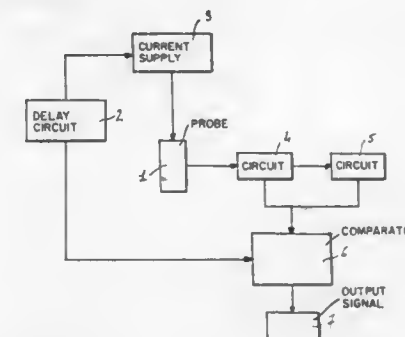 3
CURRENT
SUPPLY
DELAY
CIRCUIT
2
PROBE
1
4
CIRCUIT
5
CIRCUIT
COMPARAT
6
OUTPUT
SIGNAL
7